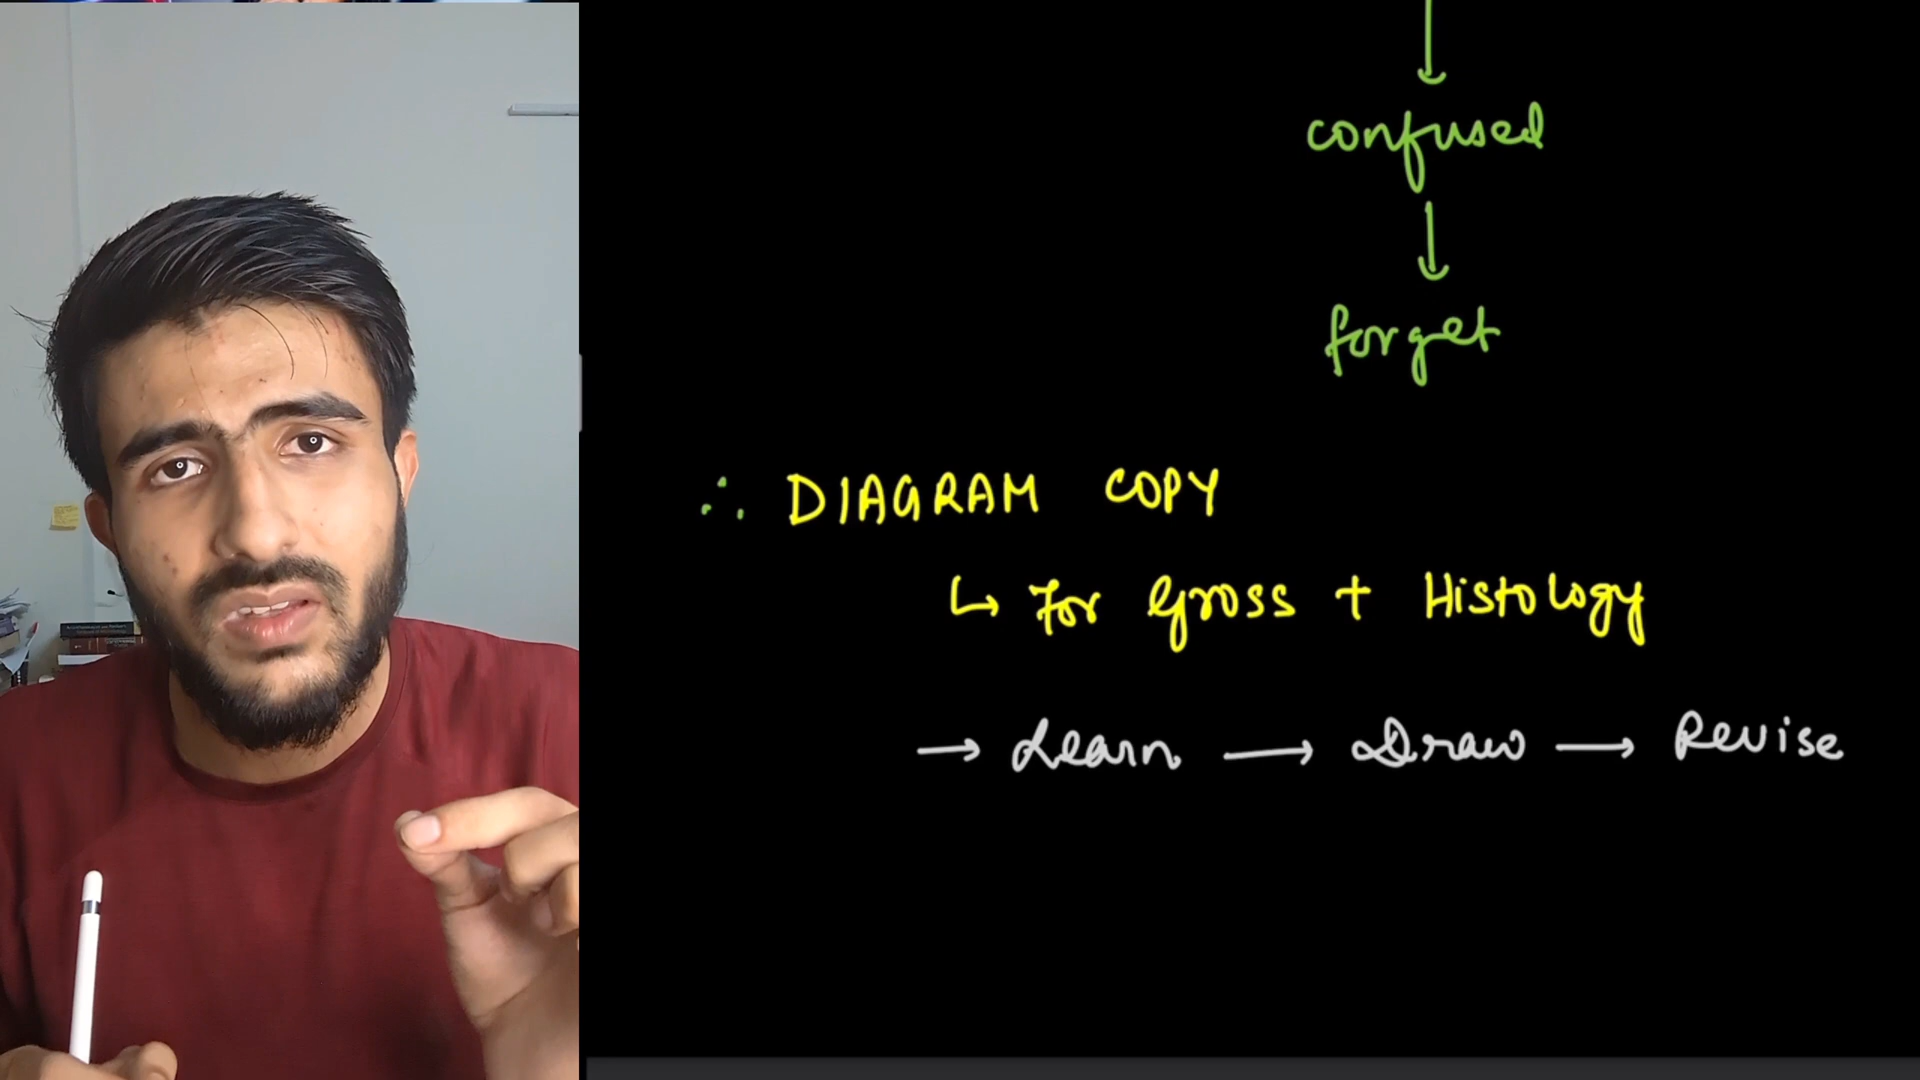 ↓
confused
↓
forget
∴ DIAGRAM COPY
↳ for Gross + Histology
→ Learn → Draw → Revise